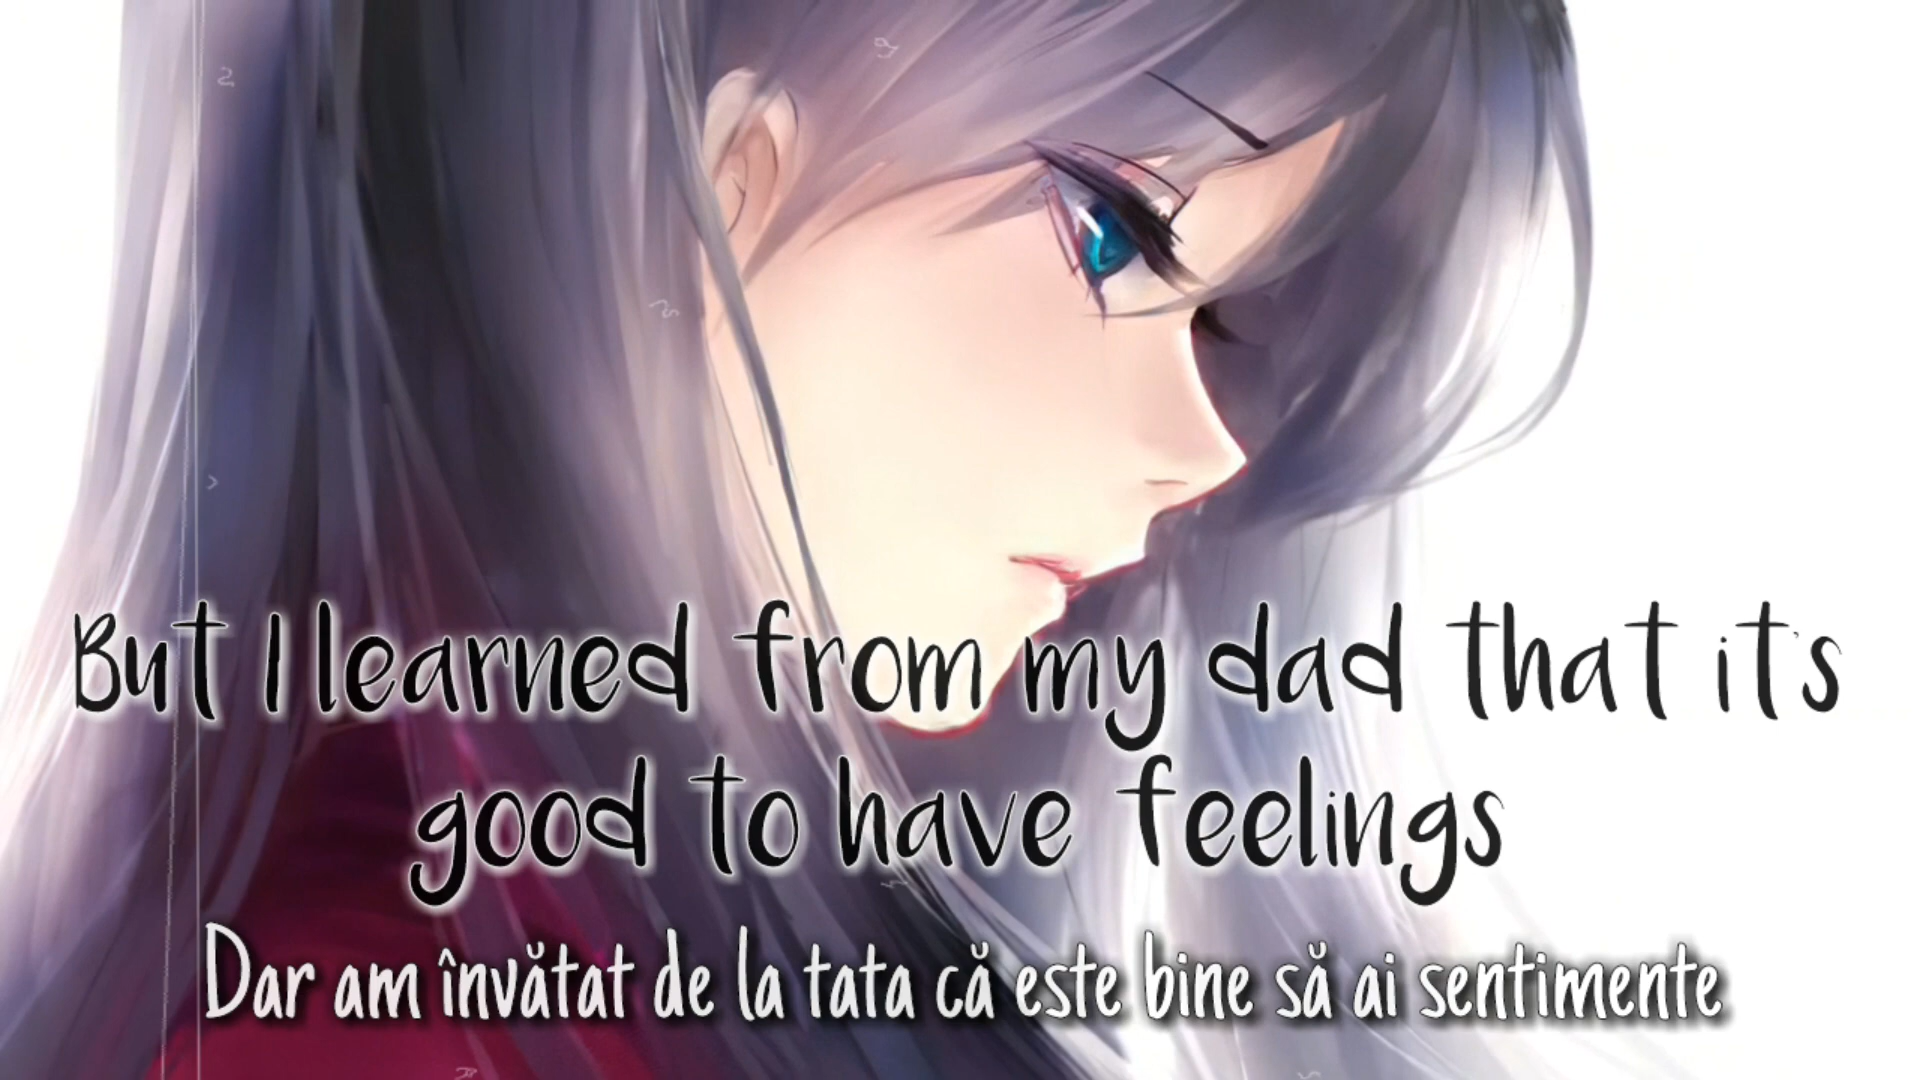 But I learned from my dad that it's
good to have feelings
Dar am învătat de la tata că este bine să ai sentimente